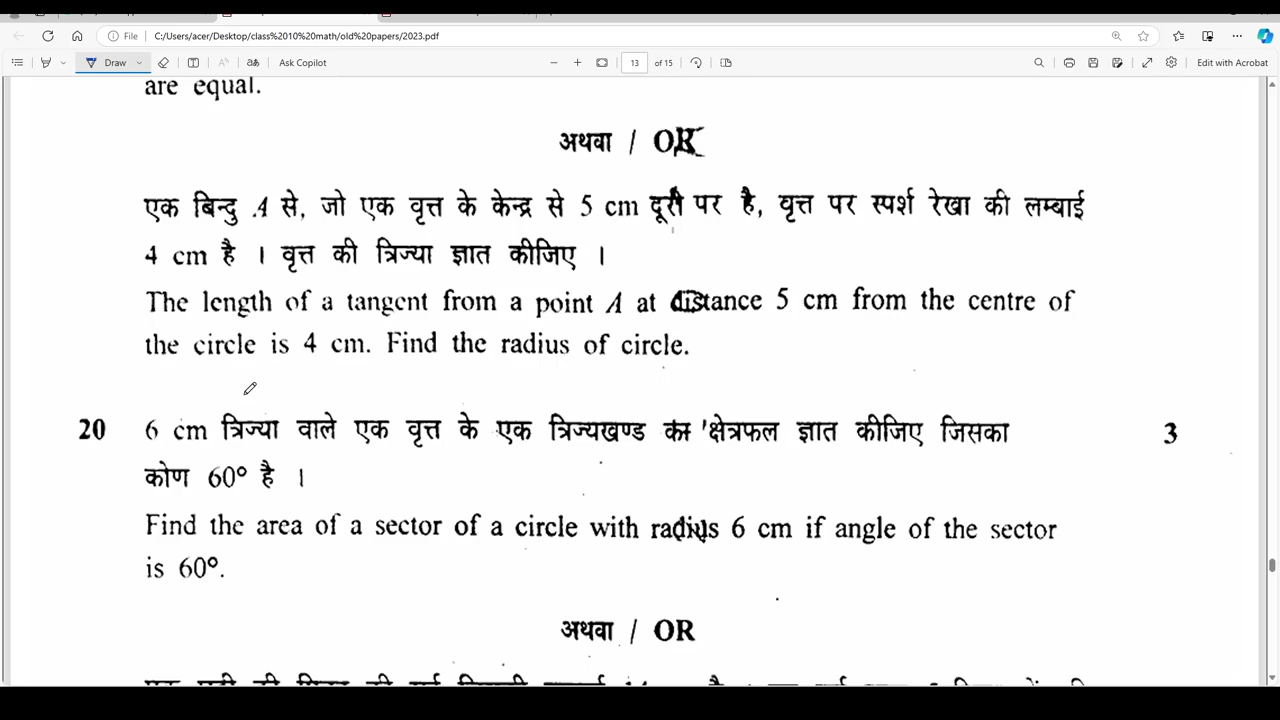 File C:/Users/acer/Desktop/class%2010%20math/old%20papers/2023.pdf
Draw Ask Copilot 13 of 15 Edit with Acrobat
are equal.
अथवा / OR
एक बिन्दु A से, जो एक वृत्त के केन्द्र से 5 cm दूरी पर है, वृत्त पर स्पर्श रेखा की लम्बाई
4 cm है । वृत्त की त्रिज्या ज्ञात कीजिए ।
The length of a tangent from a point A at distance 5 cm from the centre of
the circle is 4 cm. Find the radius of circle.
20 6 cm त्रिज्या वाले एक वृत्त के एक त्रिज्यखण्ड का क्षेत्रफल ज्ञात कीजिए जिसका 3
कोण 60° है ।
Find the area of a sector of a circle with radius 6 cm if angle of the sector
is 60°.
अथवा / OR